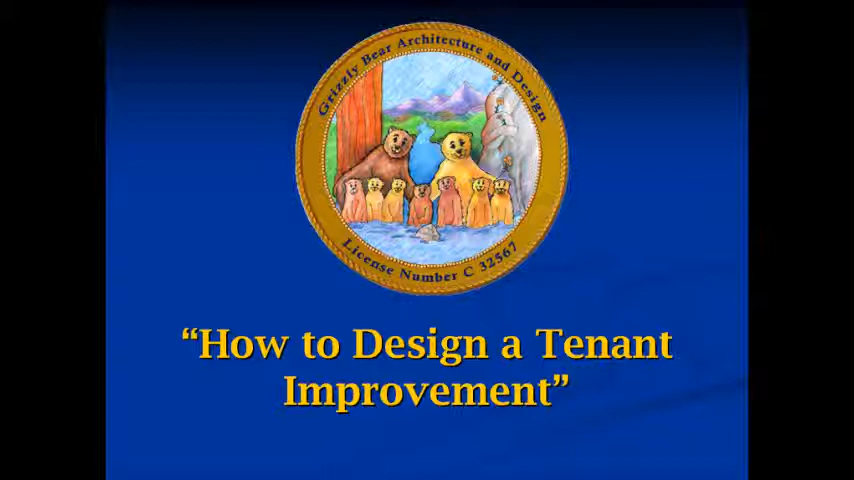 Grizzly Bear Architecture and Design
License Number C 32567
“How to Design a Tenant
Improvement”